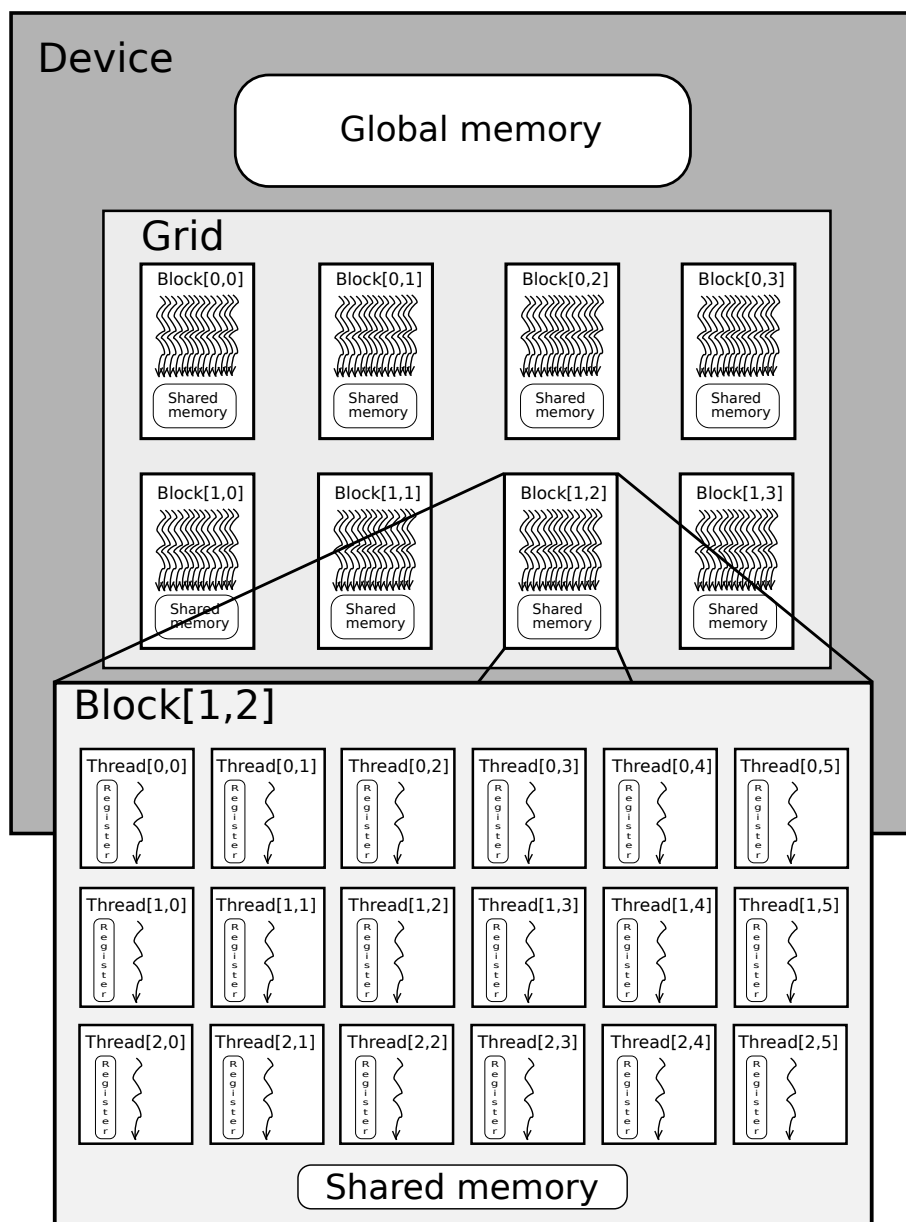 Device
Global memory
Grid
Block[0,0]
Block[0,1]
Block[0,2]
Block[0,3]
Shared
memory
Shared
memory
Shared
memory
Shared
memory
Block[1,0]
Block[1,1]
Block[1,2]
Block[1,3]
Shared
memory
Shared
memory
Shared
memory
Shared
memory
Block[1,2]
Thread[0,0]
Thread[0,1]
Thread[0,2]
Thread[0,3]
Thread[0,4]
Thread[0,5]
Register
Register
Register
Register
Register
Register
Thread[1,0]
Thread[1,1]
Thread[1,2]
Thread[1,3]
Thread[1,4]
Thread[1,5]
Register
Register
Register
Register
Register
Register
Thread[2,0]
Thread[2,1]
Thread[2,2]
Thread[2,3]
Thread[2,4]
Thread[2,5]
Register
Register
Register
Register
Register
Register
Shared memory